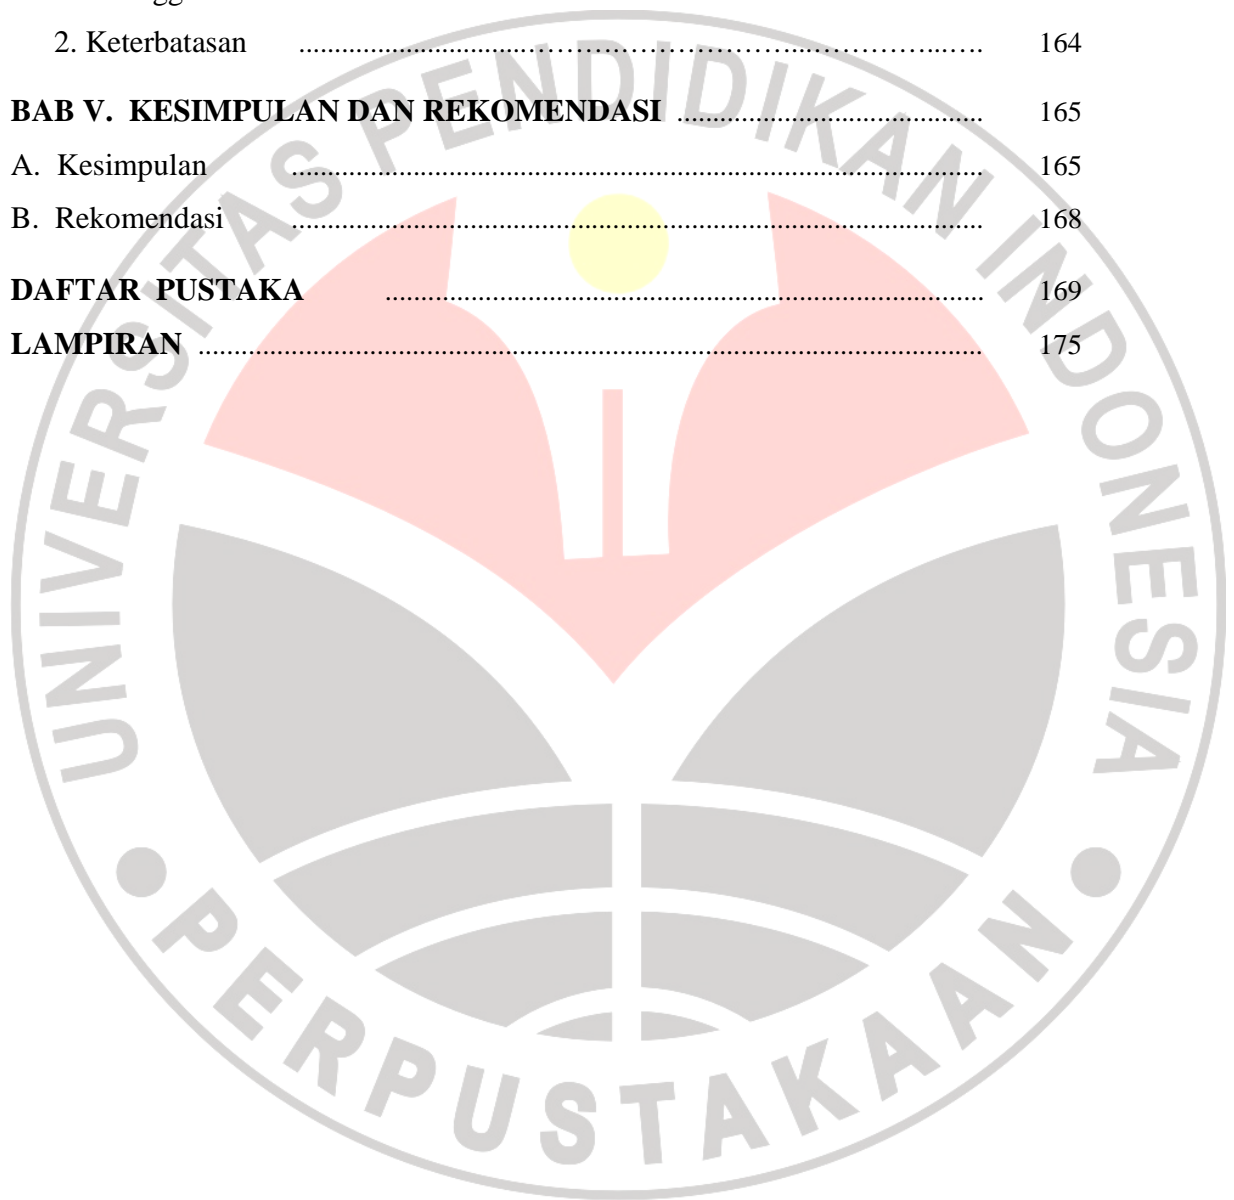 2. Keterbatasan ................................................................................. 164
BAB V. KESIMPULAN DAN REKOMENDASI .......................................... 165
A. Kesimpulan ................................................................................. 165
B. Rekomendasi ................................................................................. 168
DAFTAR PUSTAKA ................................................................................. 169
LAMPIRAN ................................................................................. 175
UNIVERSITAS PENDIDIKAN INDONESIA
PERPUSTAKAAN